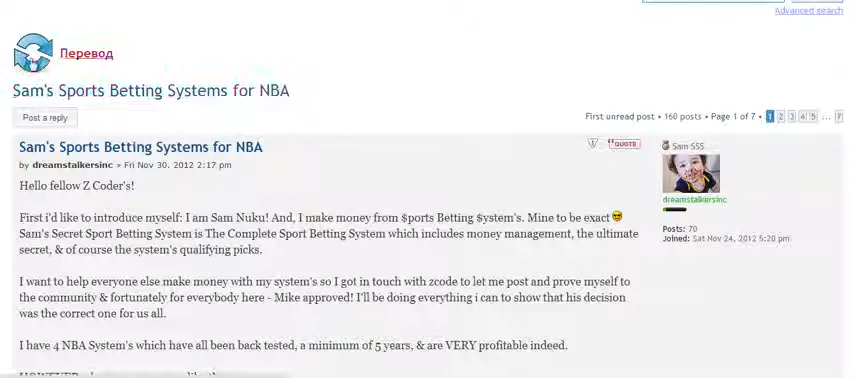 Advanced search
Перевод
Sam's Sports Betting Systems for NBA
Post a reply
First unread post • 160 posts • Page 1 of 7 • 1 2 3 4 5 ... 7
Sam's Sports Betting Systems for NBA
QUOTE
by dreamstalkersinc » Fri Nov 30, 2012 2:17 pm
Hello fellow Z Coder's!
First i'd like to introduce myself: I am Sam Nuku! And, I make money from $ports Betting $ystem's. Mine to be exact
Sam's Secret Sport Betting System is The Complete Sport Betting System which includes money management, the ultimate
secret, & of course the system's qualifying picks.
I want to help everyone else make money with my system's so I got in touch with zcode to let me post and prove myself to
the community & fortunately for everybody here - Mike approved! I'll be doing everything i can to show that his decision
was the correct one for us all.
I have 4 NBA System's which have all been back tested, a minimum of 5 years, & are VERY profitable indeed.
Sam SSS
dreamstalkersinc
Posts: 70
Joined: Sat Nov 24, 2012 5:20 pm